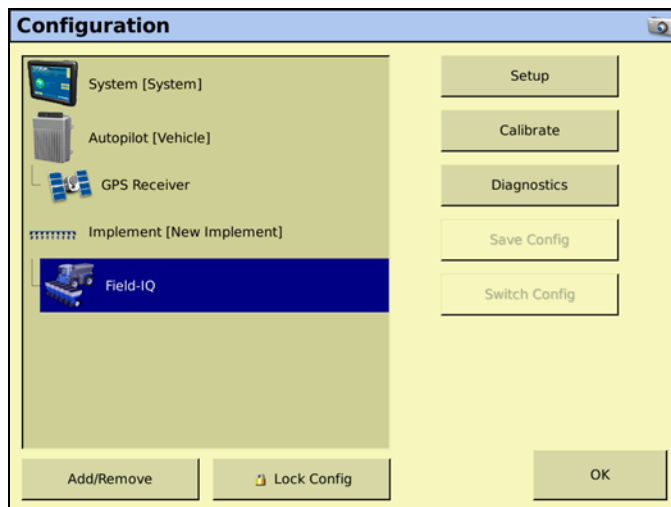 Configuration
System [System]
Autopilot [Vehicle]
GPS Receiver
Implement [New Implement]
Field-IQ
Setup
Calibrate
Diagnostics
Save Config
Switch Config
Add/Remove
Lock Config
OK